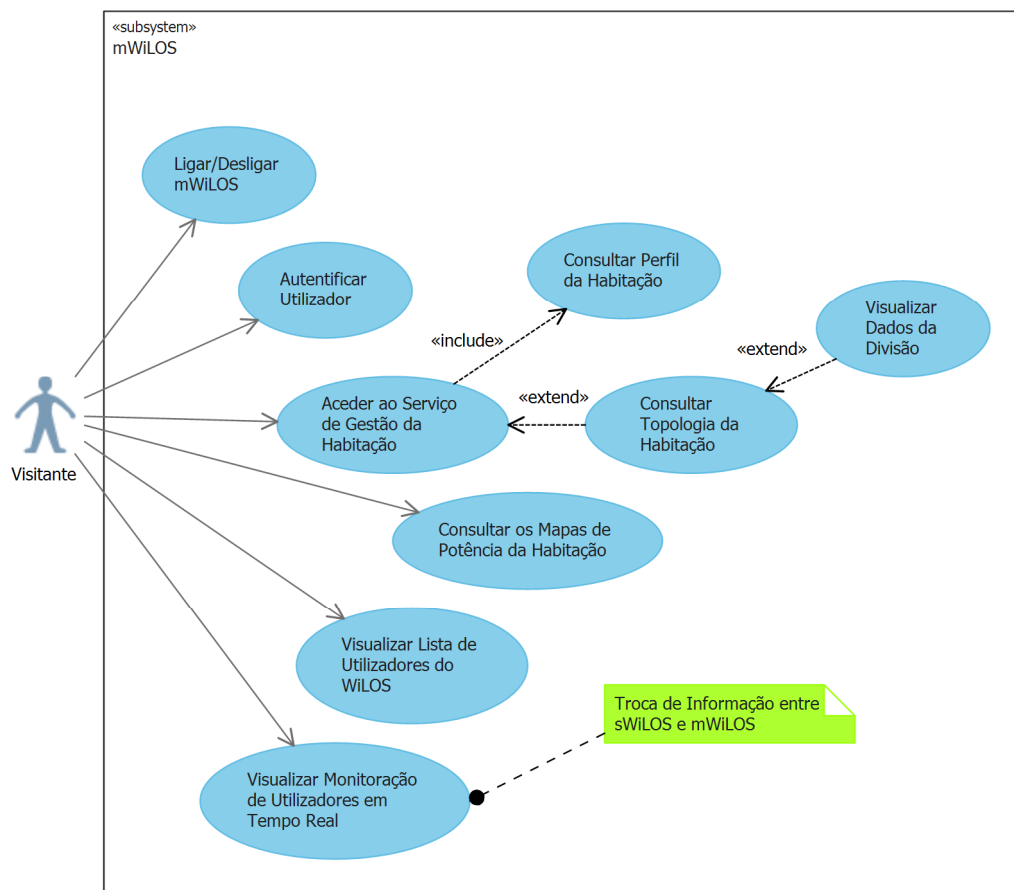 «subsystem»
mWiLOS
Ligar/Desligar
mWiLOS
Autentificar
Utilizador
Consultar Perfil
da Habitação
Visualizar
Dados da
Divisão
«include»
«extend»
«extend»
Aceder ao Serviço
de Gestão da
Habitação
Consultar
Topologia da
Habitação
Visitante
Consultar os Mapas de
Potência da Habitação
Visualizar Lista de
Utilizadores do
WiLOS
Troca de Informação entre
sWiLOS e mWiLOS
Visualizar Monitoração
de Utilizadores em
Tempo Real